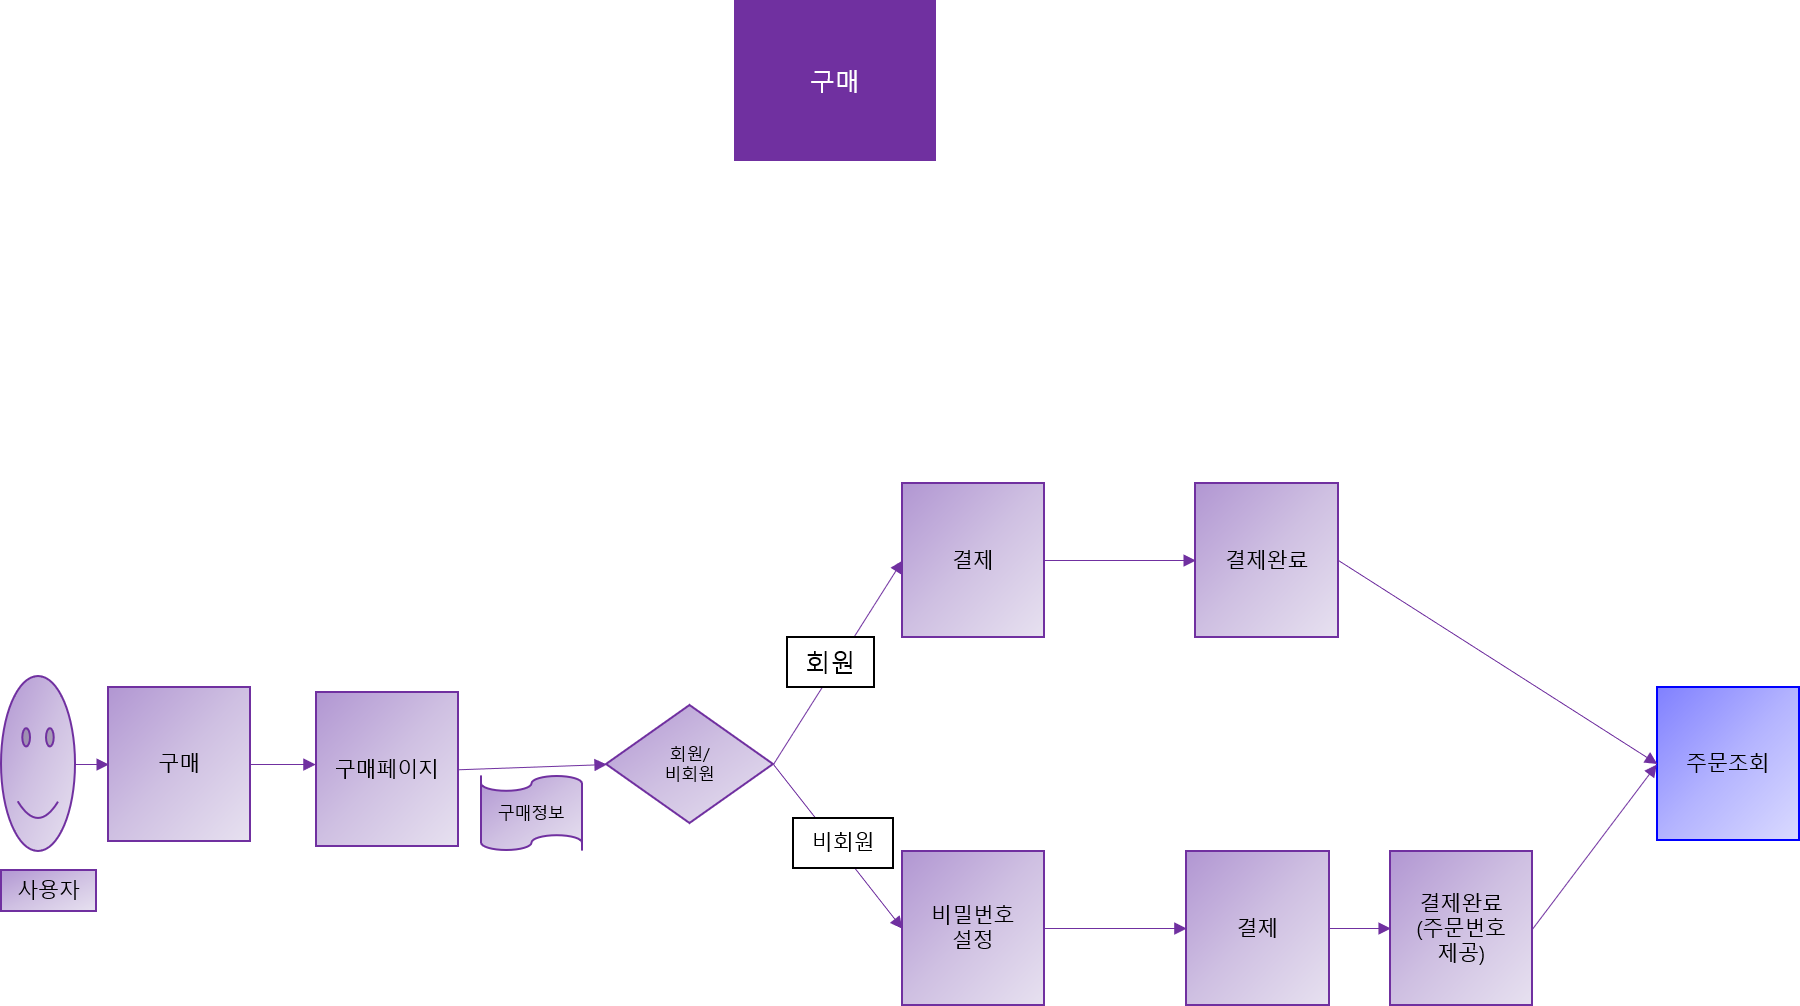 구매
결제
결제완료
회원
구매
구매페이지
회원/
비회원
주문조회
구매정보
비회원
사용자
비밀번호
설정
결제
결제완료
(주문번호
제공)